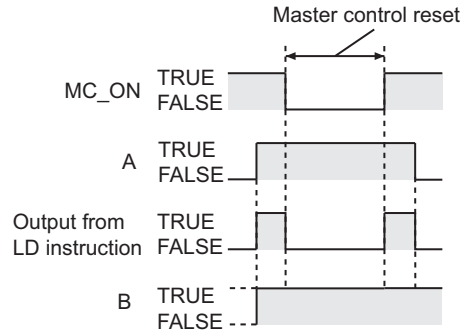 Master control reset
MC_ON
TRUE
FALSE
A
TRUE
FALSE
Output from
LD instruction
TRUE
FALSE
B
TRUE
FALSE